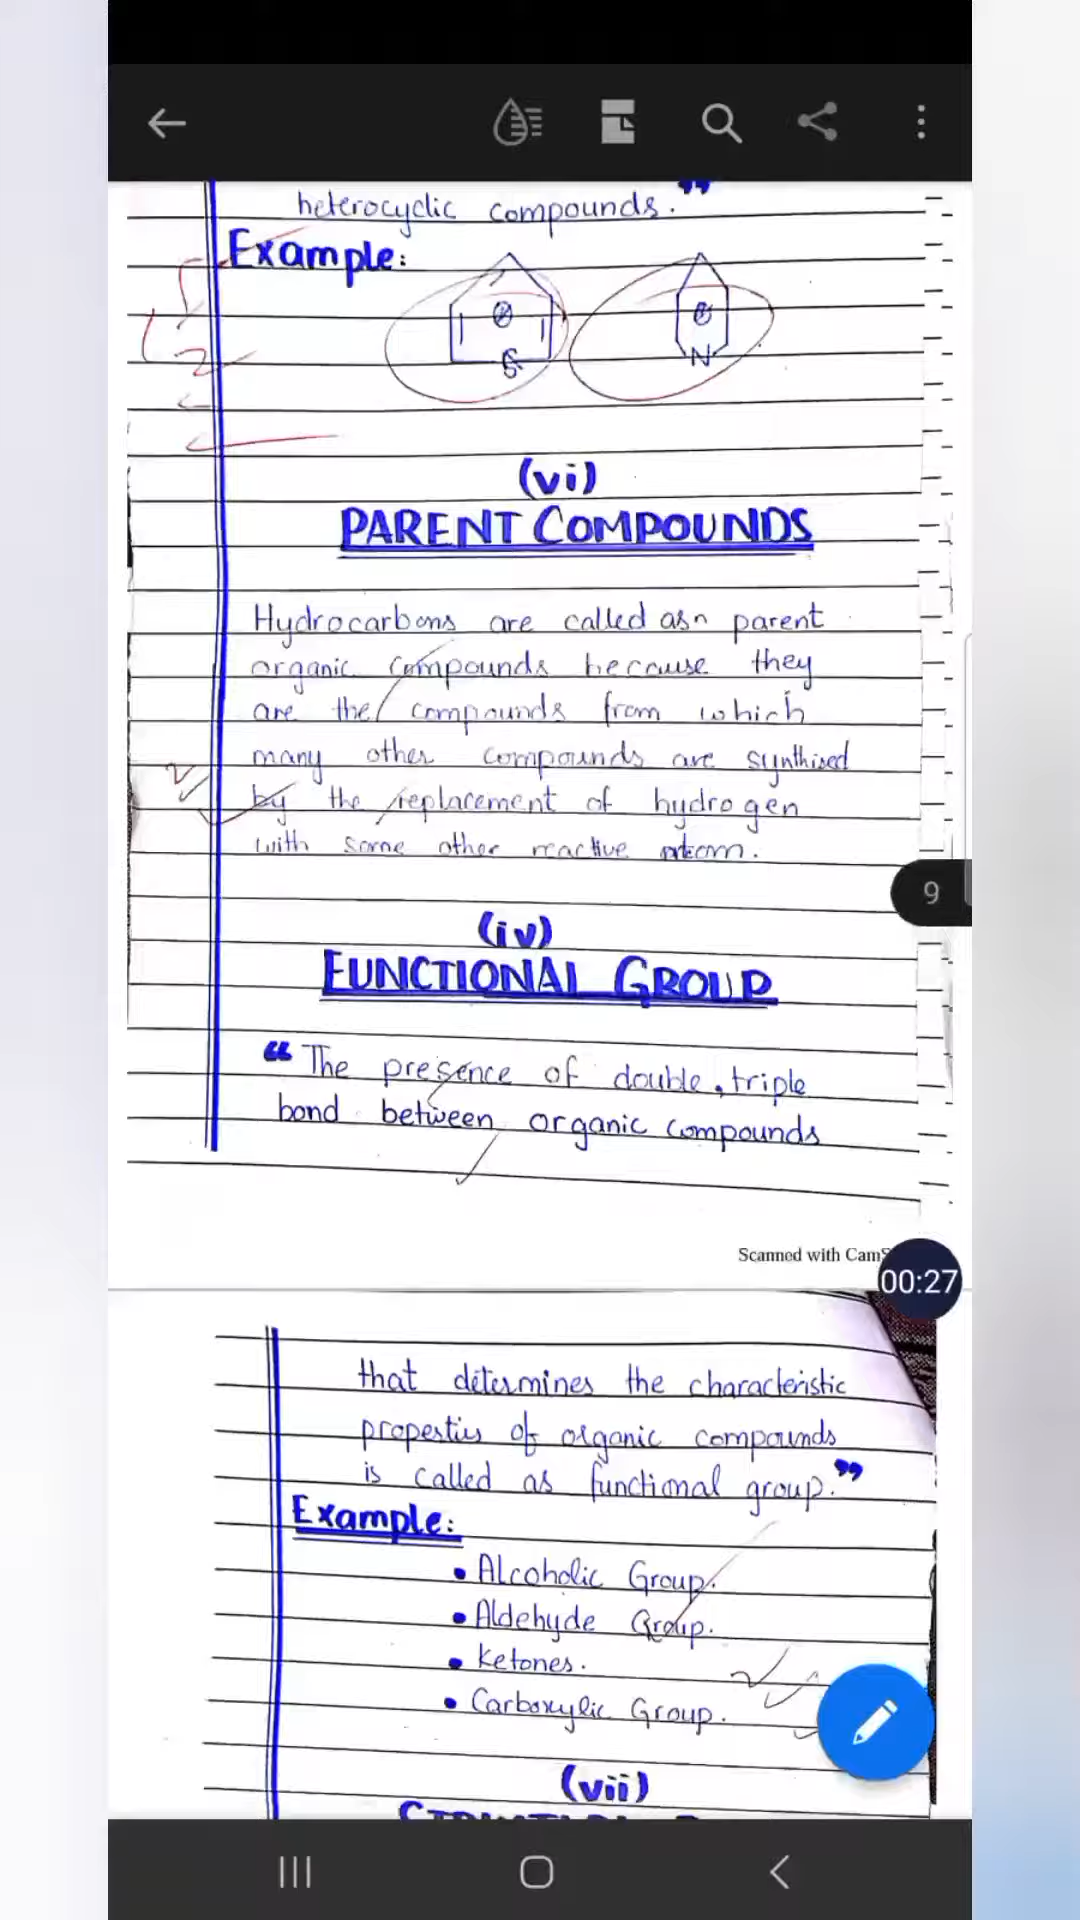 heterocyclic compounds."
Example:
S
N
(vi)
PARENT COMPOUNDS
Hydrocarbons are called as parent
organic compounds because they
are the compounds from which
many other compounds are synthised
by the replacement of hydrogen
with some other reactive atom.
9
(iv)
FUNCTIONAL GROUP
"The presence of double, triple
bond between organic compounds
Scanned with Cam
00:27
that determines the characteristic
properties of organic compounds
is called as functional group."
Example:
• Alcoholic Group.
• Aldehyde Group.
• Ketones.
• Carboxylic Group.
(vii)